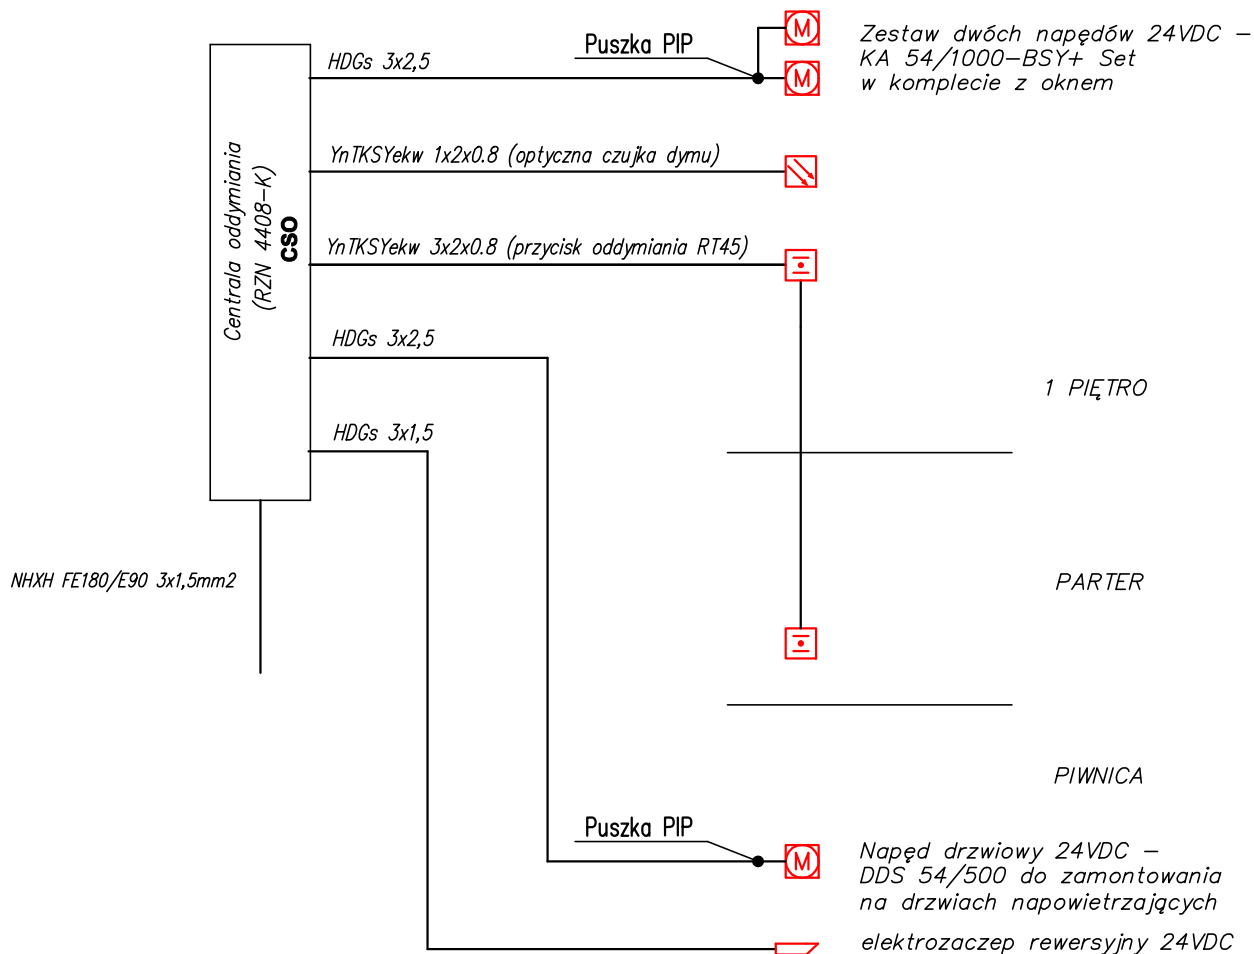 Puszka PIP
Zestaw dwóch napędów 24VDC –
KA 54/1000–BSY+ Set
w komplecie z oknem
HDGs 3x2,5
YnTKSYekw 1x2x0.8 (optyczna czujka dymu)
Centrala oddymiania
(RZN 4408–K)
CSO
YnTKSYekw 3x2x0.8 (przycisk oddymiania RT45)
HDGs 3x2,5
HDGs 3x1,5
1 PIĘTRO
NHXH FE180/E90 3x1,5mm2
PARTER
PIWNICA
Puszka PIP
Napęd drzwiowy 24VDC –
DDS 54/500 do zamontowania
na drzwiach napowietrzających
elektrozaczep rewersyjny 24VDC
M
M
M